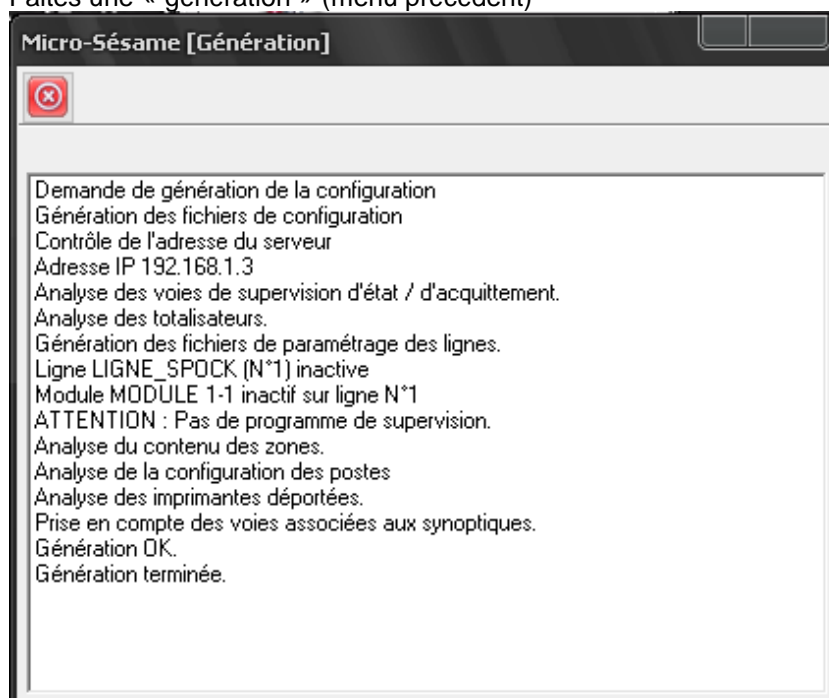 Faites une « génération » (menu précédent)
Micro-Sésame [Génération]
Demande de génération de la configuration
Génération des fichiers de configuration
Contrôle de l'adresse du serveur
Adresse IP 192.168.1.3
Analyse des voies de supervision d'état / d'acquittement.
Analyse des totalisateurs.
Génération des fichiers de paramétrage des lignes.
Ligne LIGNE_SPOCK (N°1) inactive
Module MODULE 1-1 inactif sur ligne N°1
ATTENTION : Pas de programme de supervision.
Analyse du contenu des zones.
Analyse de la configuration des postes
Analyse des imprimantes déportées.
Prise en compte des voies associées aux synoptiques.
Génération OK.
Génération terminée.